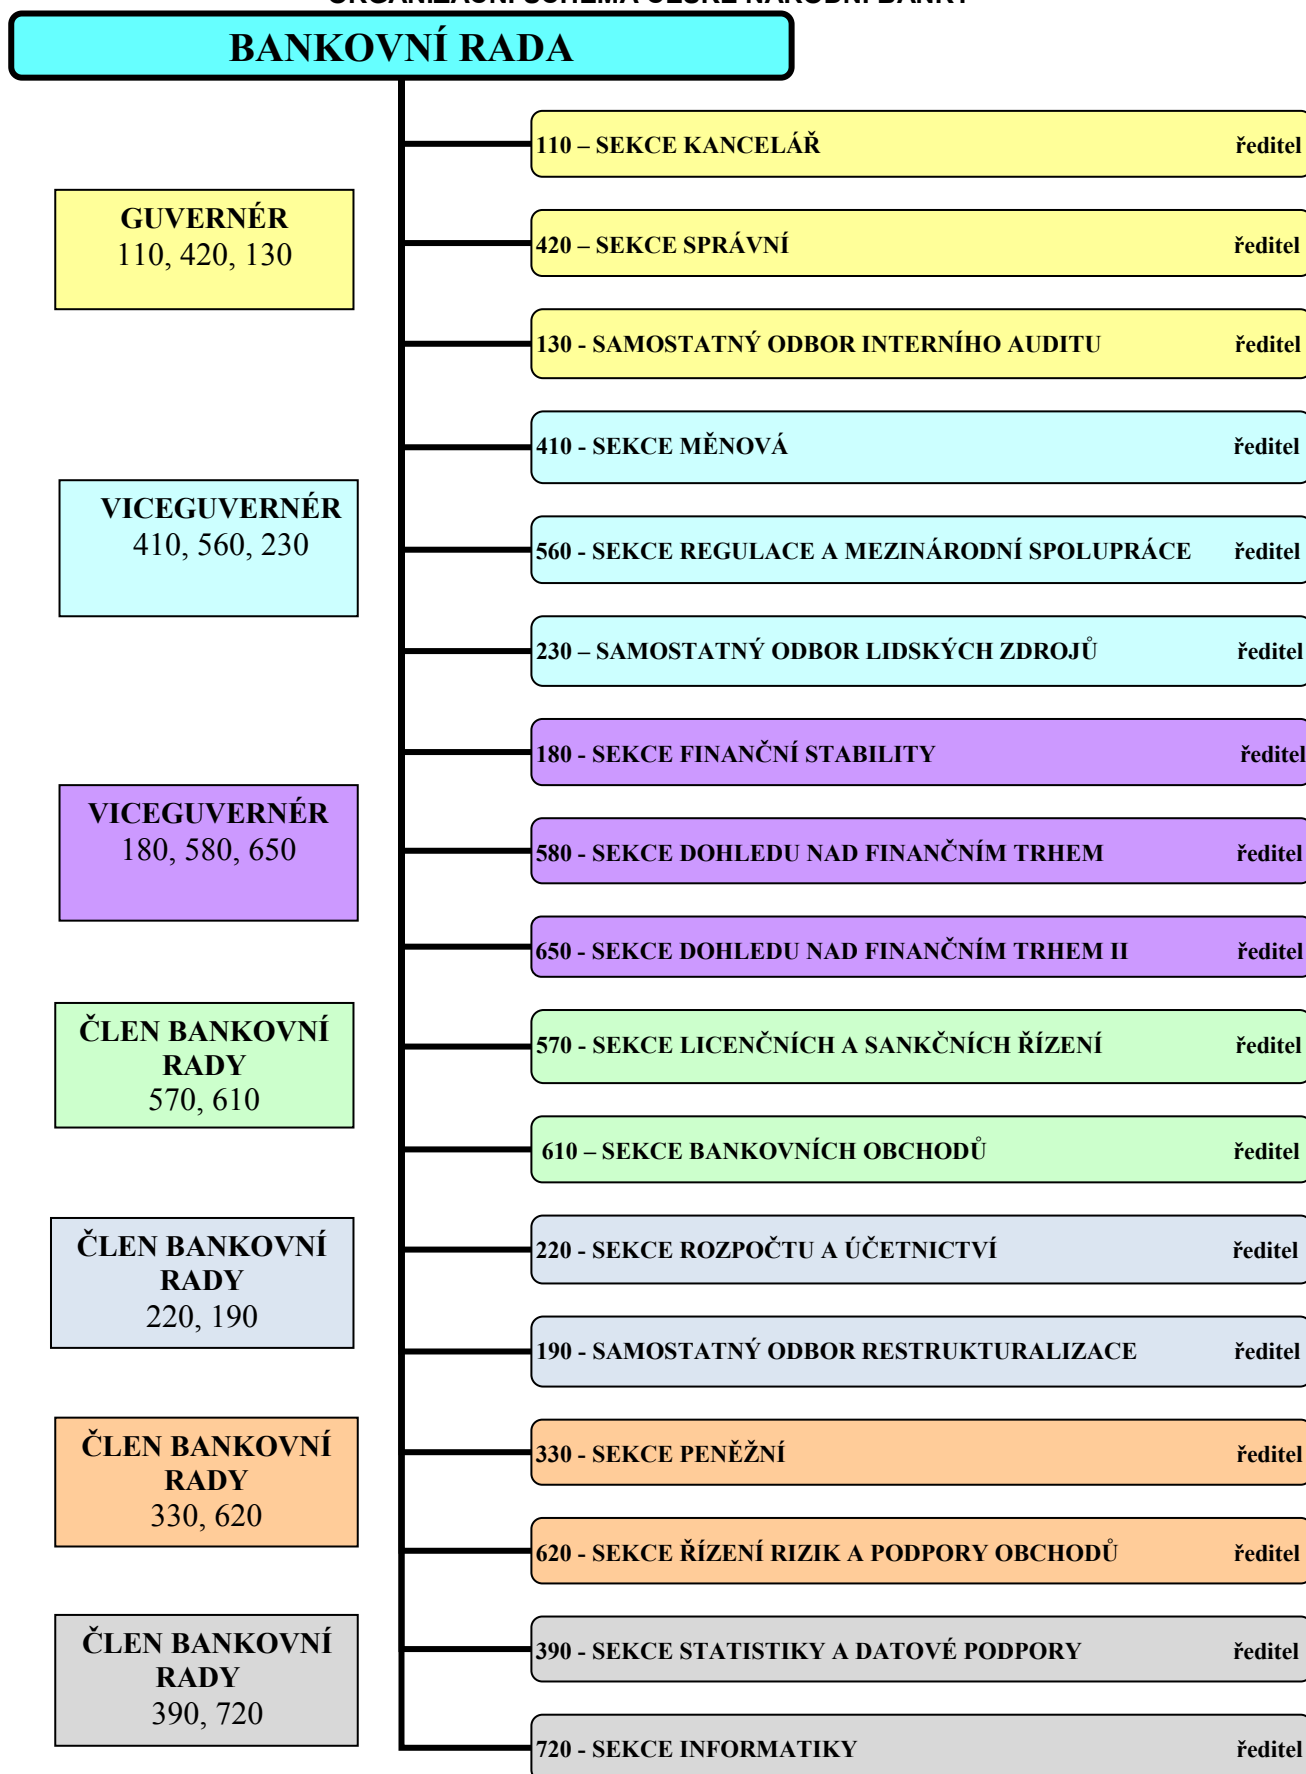 ORGANIZAČNÍ SCHÉMA ČESKÉ NÁRODNÍ BANKY
BANKOVNÍ RADA
110 – SEKCE KANCELÁŘ ředitel
GUVERNÉR
110, 420, 130
420 – SEKCE SPRÁVNÍ ředitel
130 - SAMOSTATNÝ ODBOR INTERNÍHO AUDITU ředitel
410 - SEKCE MĚNOVÁ ředitel
VICEGUVERNÉR
410, 560, 230
560 - SEKCE REGULACE A MEZINÁRODNÍ SPOLUPRÁCE ředitel
230 – SAMOSTATNÝ ODBOR LIDSKÝCH ZDROJŮ ředitel
180 - SEKCE FINANČNÍ STABILITY ředitel
VICEGUVERNÉR
180, 580, 650
580 - SEKCE DOHLEDU NAD FINANČNÍM TRHEM ředitel
650 - SEKCE DOHLEDU NAD FINANČNÍM TRHEM II ředitel
ČLEN BANKOVNÍ
RADY
570, 610
570 - SEKCE LICENČNÍCH A SANKČNÍCH ŘÍZENÍ ředitel
610 – SEKCE BANKOVNÍCH OBCHODŮ ředitel
ČLEN BANKOVNÍ
RADY
220, 190
220 - SEKCE ROZPOČTU A ÚČETNICTVÍ ředitel
190 - SAMOSTATNÝ ODBOR RESTRUKTURALIZACE ředitel
ČLEN BANKOVNÍ
RADY
330, 620
330 - SEKCE PENĚŽNÍ ředitel
620 - SEKCE ŘÍZENÍ RIZIK A PODPORY OBCHODŮ ředitel
ČLEN BANKOVNÍ
RADY
390, 720
390 - SEKCE STATISTIKY A DATOVÉ PODPORY ředitel
720 - SEKCE INFORMATIKY ředitel